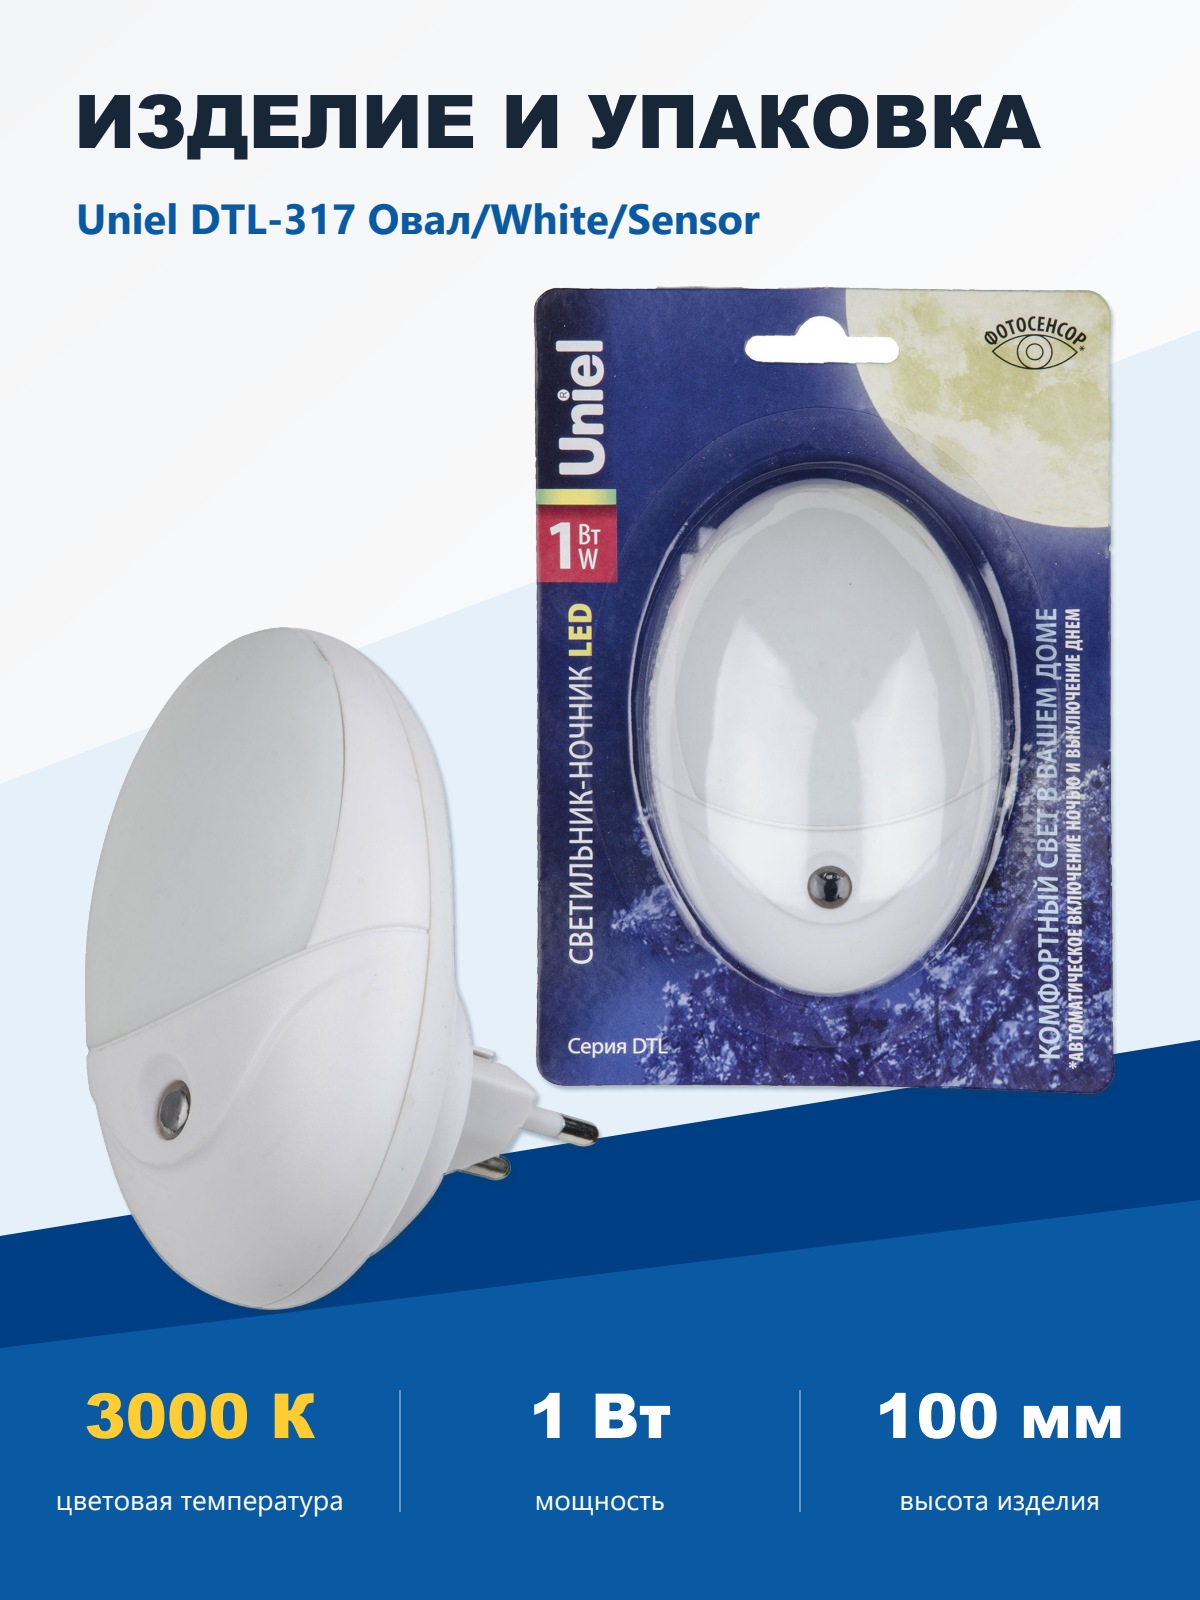 ИЗДЕЛИЕ И УПАКОВКА
Uniel DTL-317 Овал/White/Sensor
ФОТОСЕНСОР*
Uniel®
1 Вт W
СВЕТИЛЬНИК-НОЧНИК LED
КОМФОРТНЫЙ СВЕТ В ВАШЕМ ДОМЕ
*АВТОМАТИЧЕСКОЕ ВКЛЮЧЕНИЕ НОЧЬЮ И ВЫКЛЮЧЕНИЕ ДНЕМ
Серия DTL
3000 К
цветовая температура
1 Вт
мощность
100 мм
высота изделия